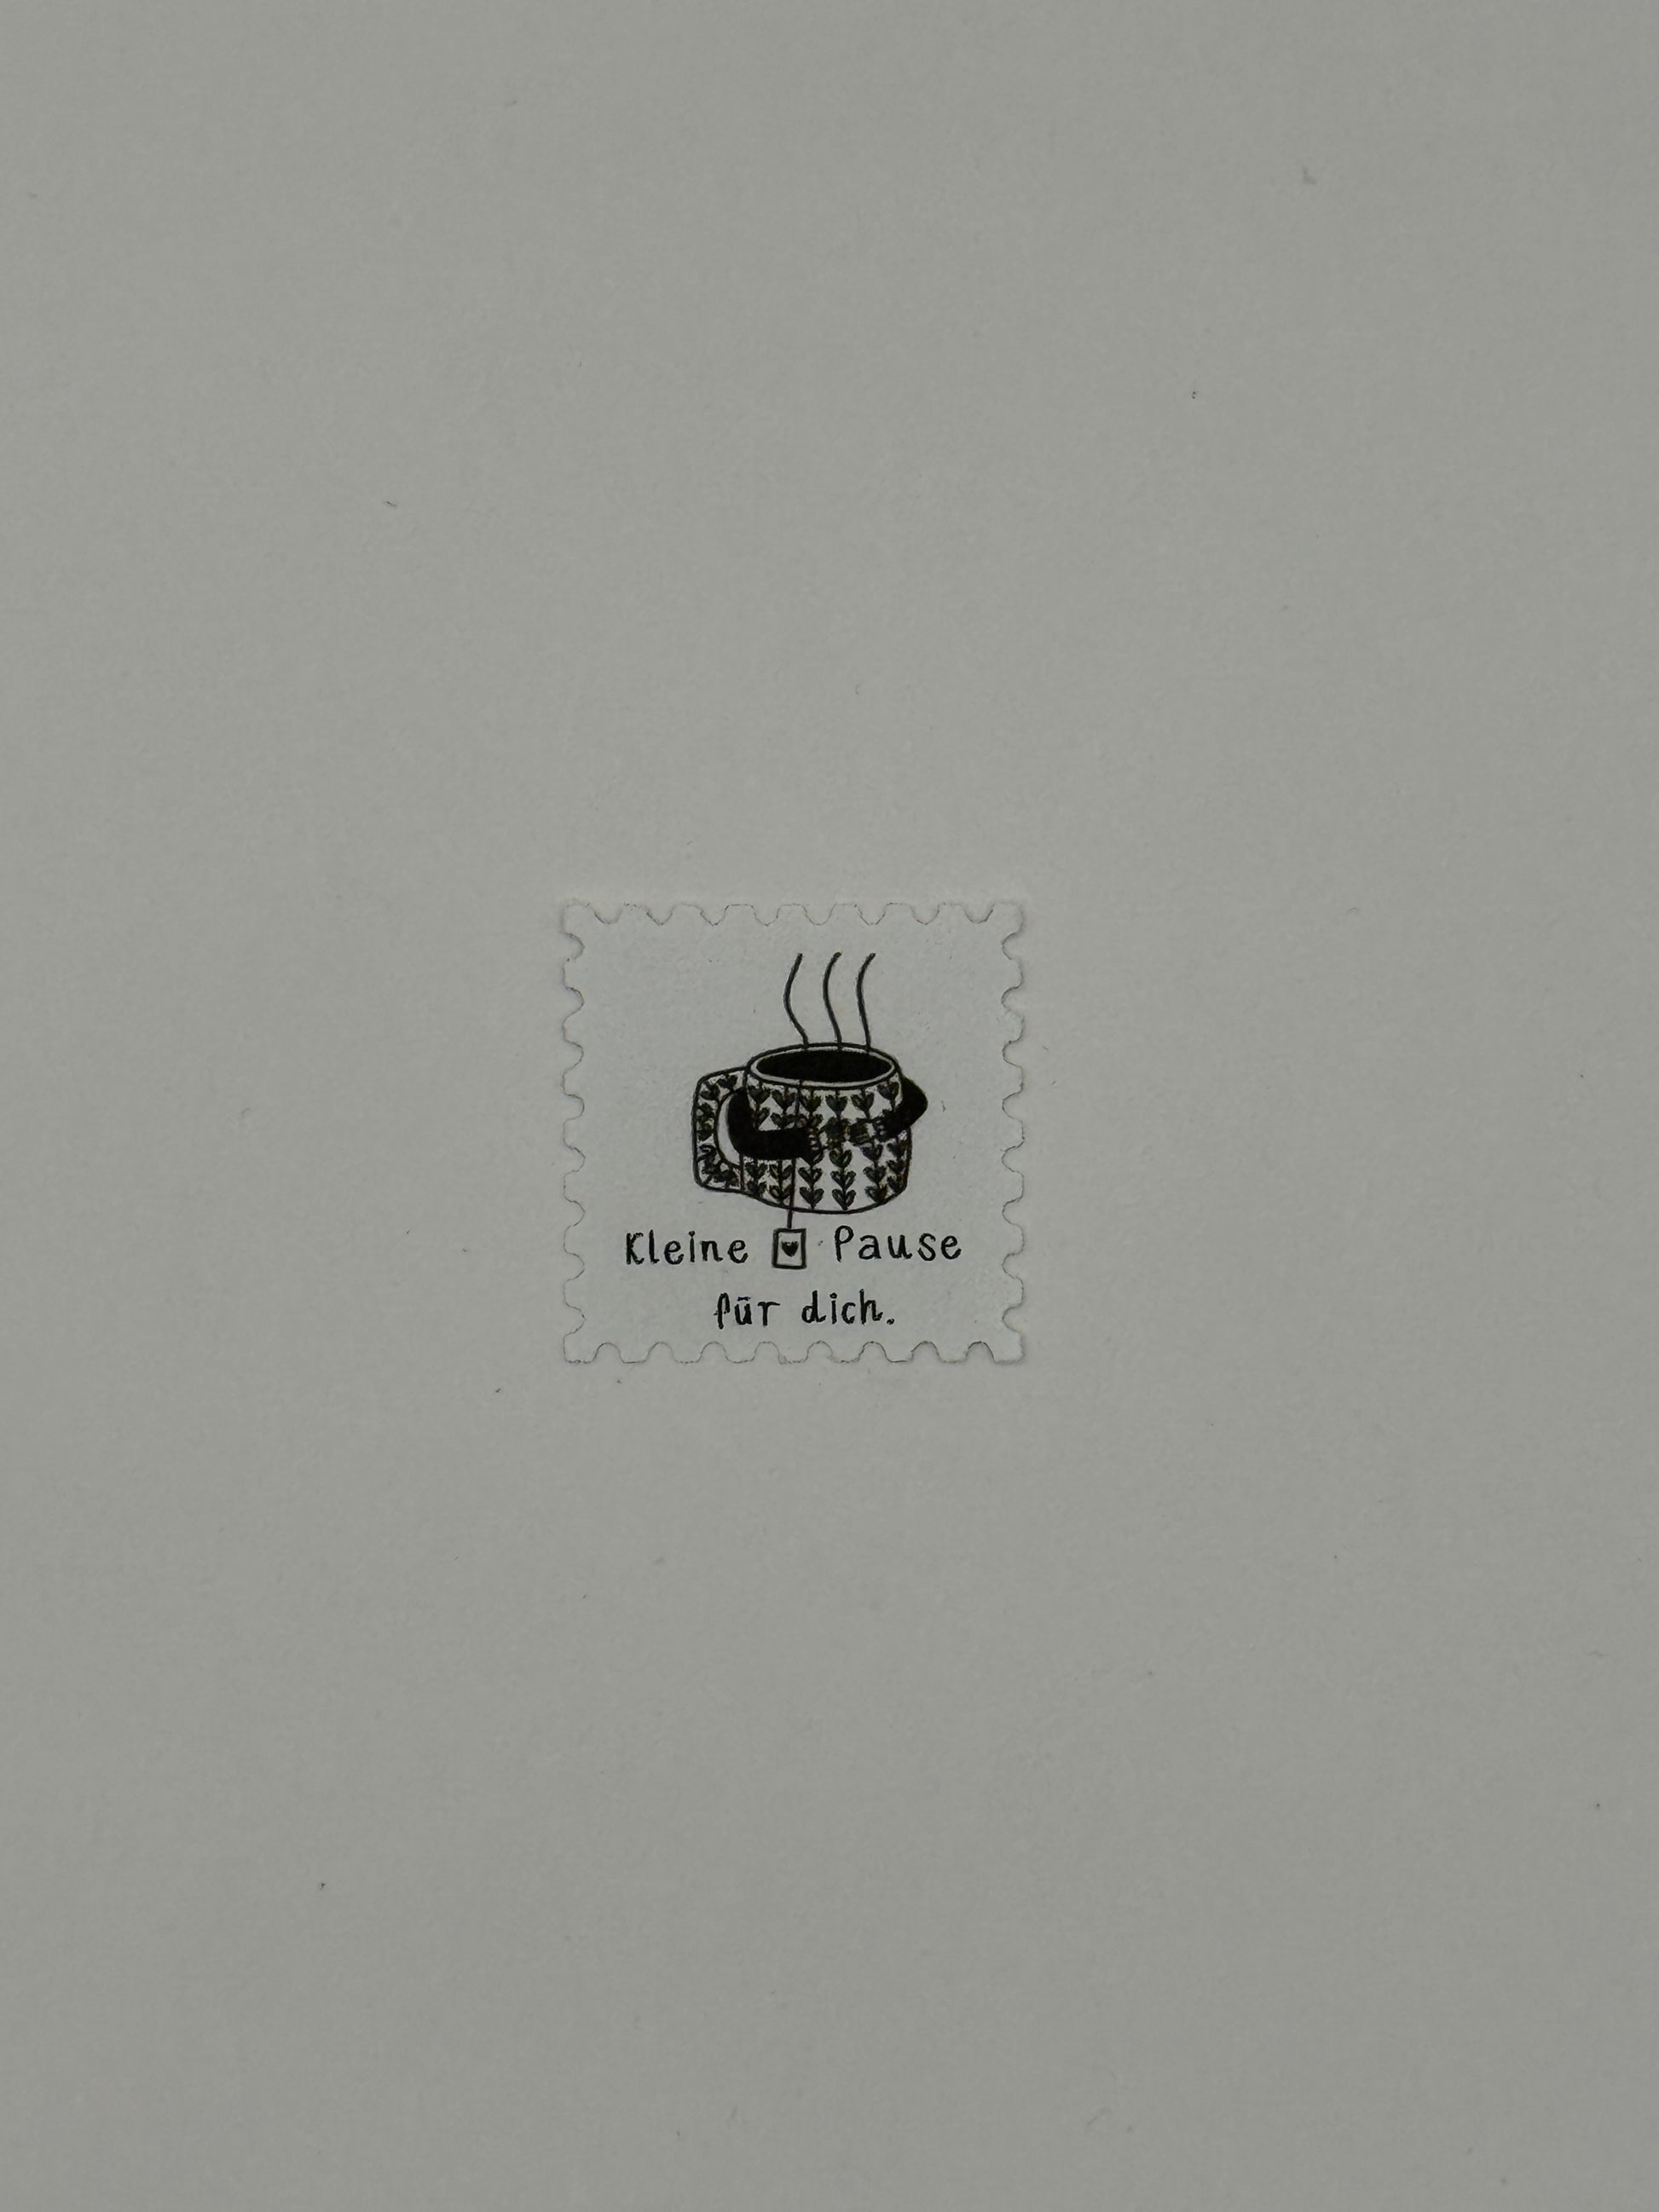 Kleine Pause
für dich.